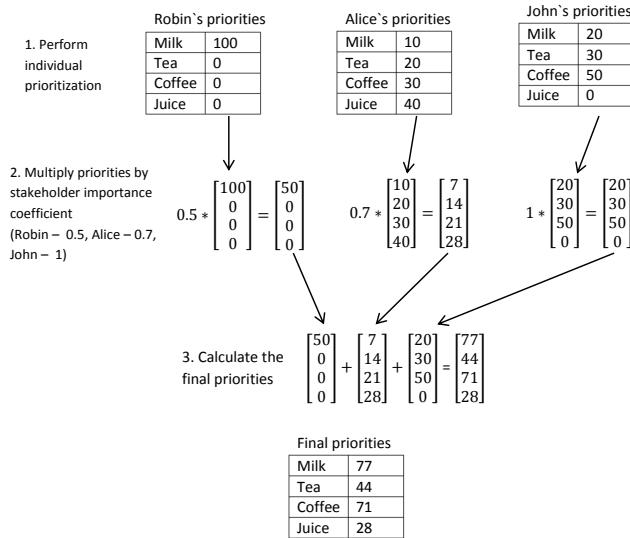 Robin`s priorities
Milk 100
Tea 0
Coffee 0
Juice 0
Alice`s priorities
Milk 10
Tea 20
Coffee 30
Juice 40
John`s priorities
Milk 20
Tea 30
Coffee 50
Juice 0
1. Perform
individual
prioritization
2. Multiply priorities by
stakeholder importance
coefficient
(Robin – 0.5, Alice – 0.7,
John – 1)
0.5 * [100 0 0 0] = [50 0 0 0]
0.7 * [10 20 30 40] = [7 14 21 28]
1 * [20 30 50 0] = [20 30 50 0]
3. Calculate the
final priorities
[50 0 0 0] + [7 14 21 28] + [20 30 50 0] = [77 44 71 28]
Final priorities
Milk 77
Tea 44
Coffee 71
Juice 28